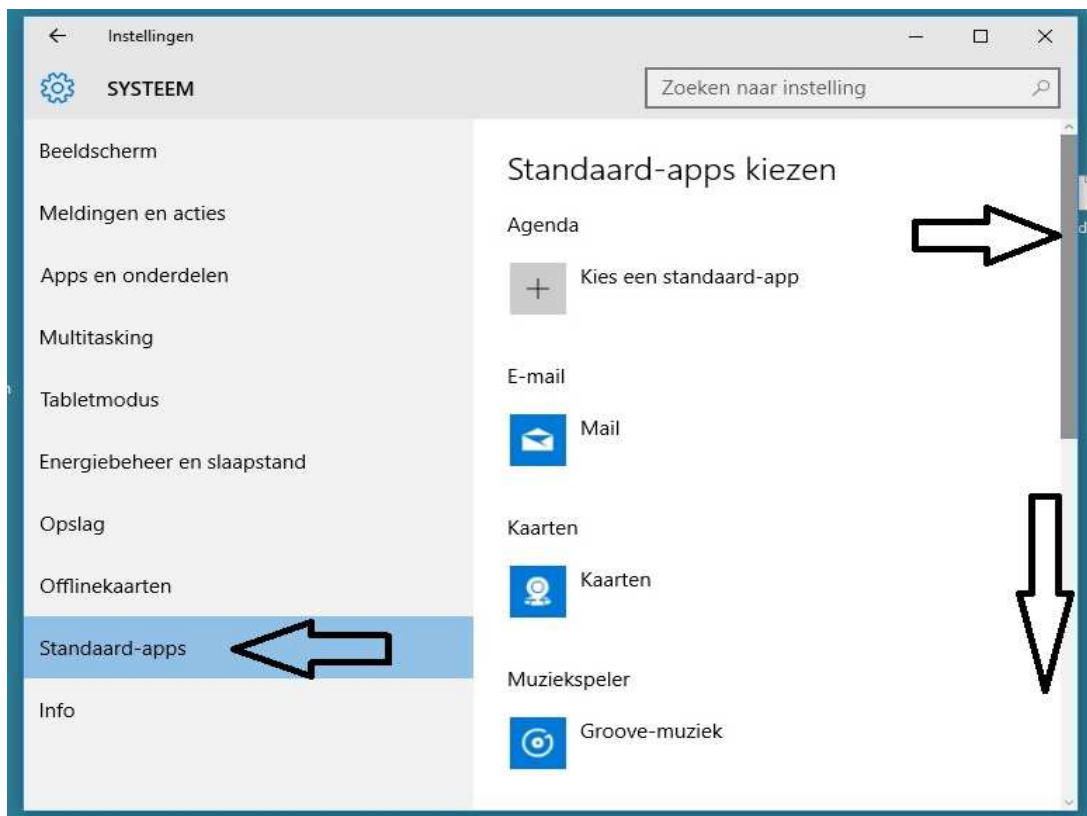 Instellingen
SYSTEEM
Zoeken naar instelling
Beeldscherm
Meldingen en acties
Apps en onderdelen
Multitasking
Tabletmodus
Energiebeheer en slaapstand
Opslag
Offlinekaarten
Standaard-apps
Info
Standaard-apps kiezen
Agenda
Kies een standaard-app
E-mail
Mail
Kaarten
Kaarten
Muziekspeler
Groove-muziek